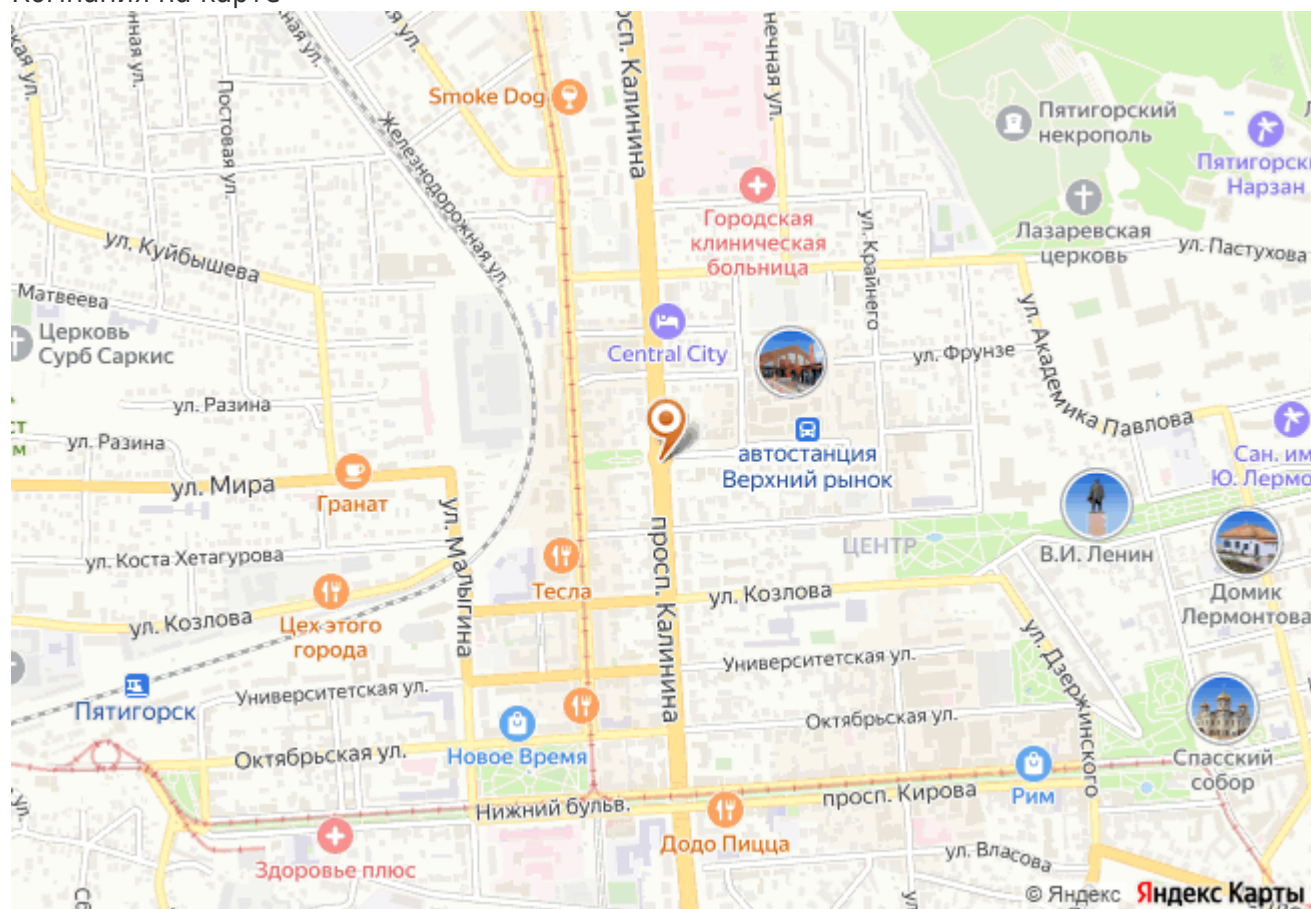 Компания на карте
просп. Калинина
Smoke Dog
Постовая ул.
Железнодорожная ул.
Пятигорский
некрополь
Городская
клиническая
больница
ул. Крайнего
Лазаревская
церковь
ул. Пастухова
Нарзан
ул. Куйбышева
Матвеева
Церковь
Сурб Саркис
Central City
ул. Фрунзе
ул. Академика Павлова
ул. Разина
ул. Разина
автостанция
Верхний рынок
ул. Мира
Гранат
ул. Малыгина
просп. Калинина
ЦЕНТР
В.И. Ленин
ул. Коста Хетагурова
Тесла
ул. Козлова
Домик
Лермонтова
ул. Козлова
Цех этого
города
ул. Дзержинского
Университетская ул.
Университетская ул.
Пятигорск
Октябрьская ул.
Октябрьская ул.
Новое Время
Спасский
собор
Нижний бульв.
просп. Кирова
Рим
Додо Пицца
Здоровье плюс
ул. Власова
© Яндекс Яндекс Карты